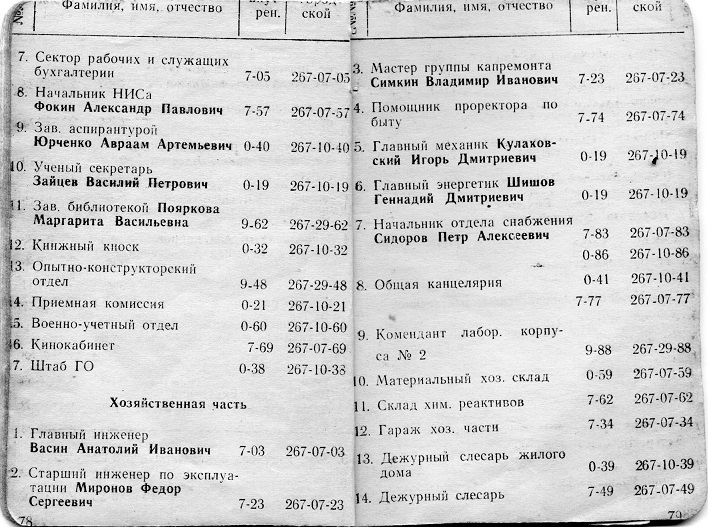 №№
Фамилия, имя, отчество
рен.
ской
7. Сектор рабочих и служащих
бухгалтерии 7-05 267-07-05
8. Начальник НИСа
Фокин Александр Павлович 7-57 267-07-57
9. Зав. аспирантурой
Юрченко Авраам Артемьевич 0-40 267-10-40
10. Ученый секретарь
Зайцев Василий Петрович 0-19 267-10-19
11. Зав. библиотекой Пояркова
Маргарита Васильевна 9-62 267-29-62
12. Книжный киоск 0-32 267-10-32
13. Опытно-конструкторский
отдел 9-48 267-29-48
14. Приемная комиссия 0-21 267-10-21
15. Военно-учетный отдел 0-60 267-10-60
16. Кинокабинет 7-69 267-07-69
17. Штаб ГО 0-38 267-10-38
Хозяйственная часть
1. Главный инженер
Васин Анатолий Иванович 7-03 267-07-03
2. Старший инженер по эксплуа-
тации Миронов Федор
Сергеевич 7-23 267-07-23
78
Фамилия, имя, отчество
рен.
ской
3. Мастер группы капремонта
Симкин Владимир Иванович 7-23 267-07-23
4. Помощник проректора по
быту 7-74 267-07-74
5. Главный механик Кулаков-
ский Игорь Дмитриевич 0-19 267-10-19
6. Главный энергетик Шишов
Геннадий Дмитриевич 0-19 267-10-19
7. Начальник отдела снабжения
Сидоров Петр Алексеевич 7-83 267-07-83
0-86 267-10-86
8. Общая канцелярия 0-41 267-10-41
7-77 267-07-77
9. Комендант лабор. корпу-
са № 2 9-88 267-29-88
10. Материальный хоз. склад 0-59 267-07-59
11. Склад хим. реактивов 7-62 267-07-62
12. Гараж хоз. части 7-34 267-07-34
13. Дежурный слесарь жилого
дома 0-39 267-10-39
14. Дежурный слесарь 7-49 267-07-49
79